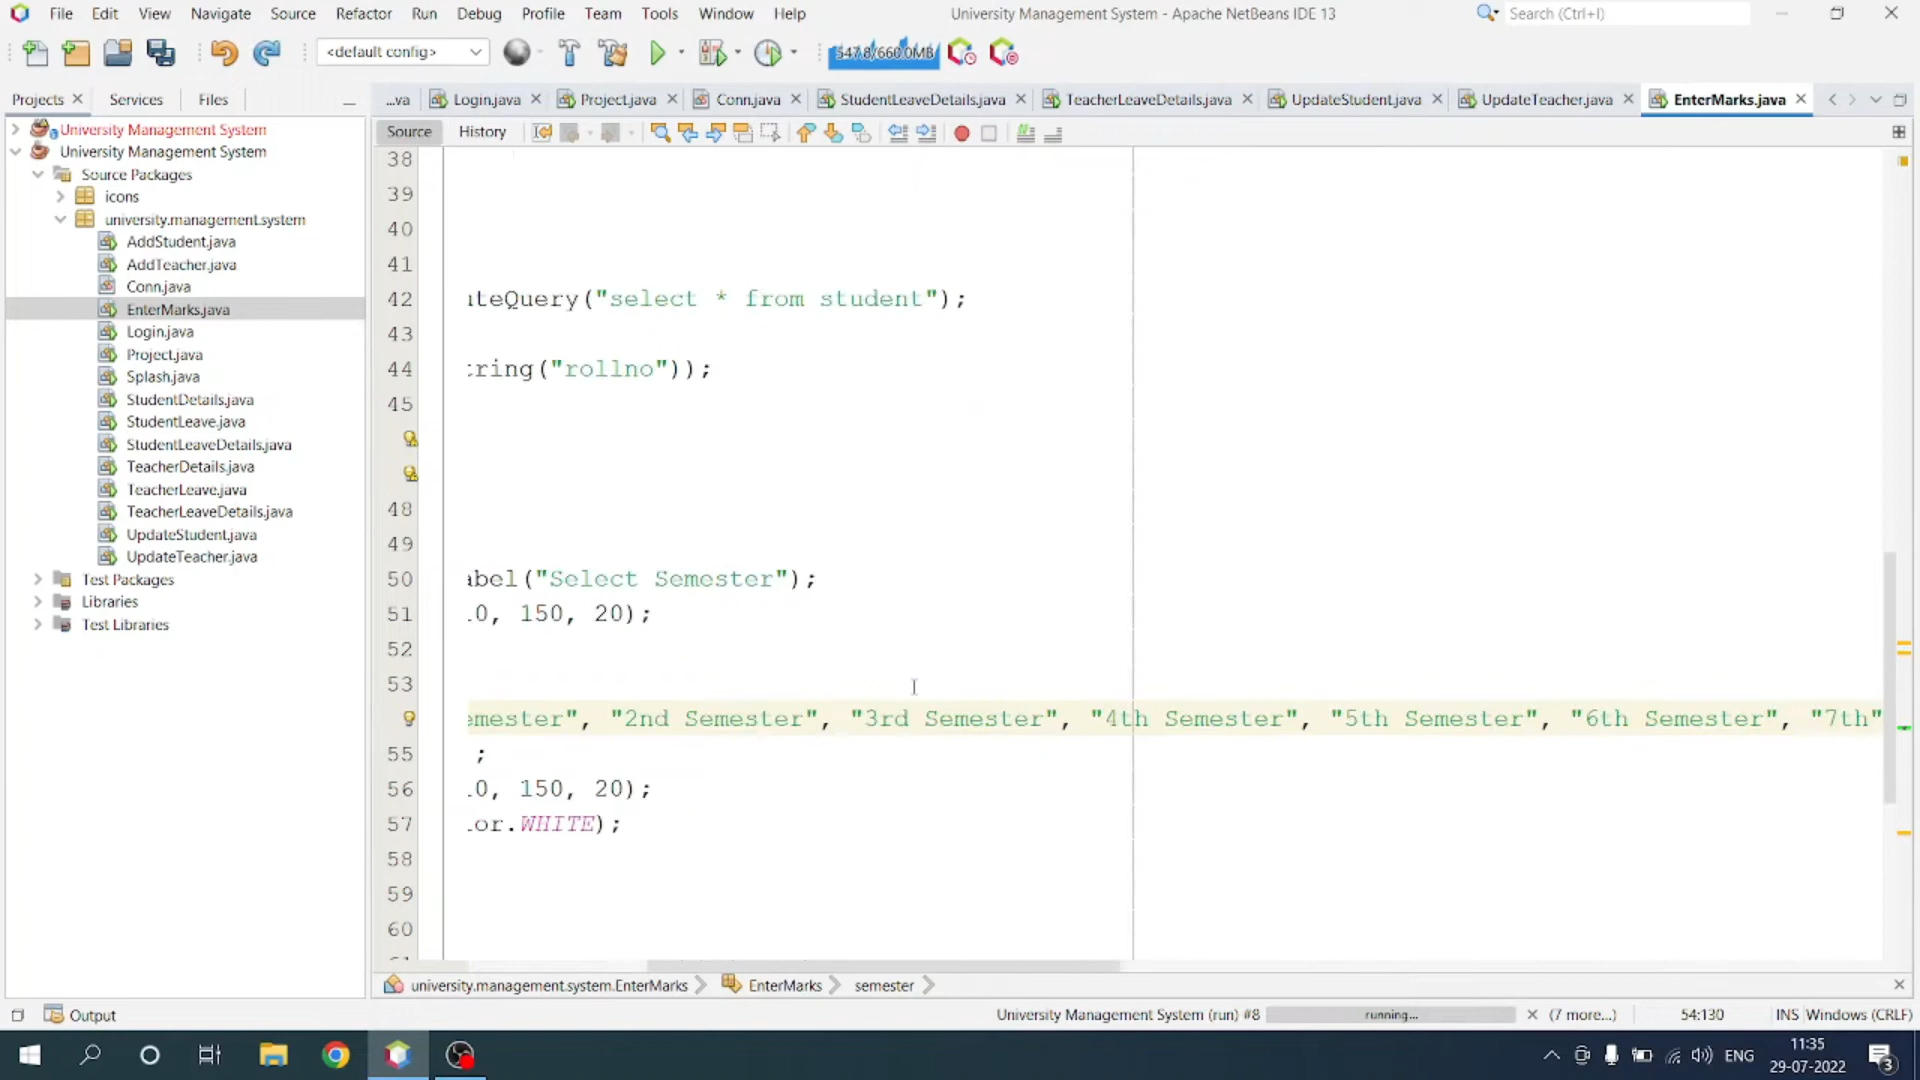 File Edit View Navigate Source Refactor Run Debug Profile Team Tools Window Help
University Management System - Apache NetBeans IDE 13
Search (Ctrl+I)
<default config>
547.8/660.0MB
Projects Services Files
...va Login.java Project.java Conn.java StudentLeaveDetails.java TeacherLeaveDetails.java UpdateStudent.java UpdateTeacher.java EnterMarks.java
Source History
University Management System
University Management System
Source Packages
icons
university.management.system
AddStudent.java
AddTeacher.java
Conn.java
EnterMarks.java
Login.java
Project.java
Splash.java
StudentDetails.java
StudentLeave.java
StudentLeaveDetails.java
TeacherDetails.java
TeacherLeave.java
TeacherLeaveDetails.java
UpdateStudent.java
UpdateTeacher.java
Test Packages
Libraries
Test Libraries
38
39
40
41
42 uteQuery("select * from student");
43
44 tring("rollno"));
45
48
49
50 abel("Select Semester");
51 .0, 150, 20);
52
53
emester", "2nd Semester", "3rd Semester", "4th Semester", "5th Semester", "6th Semester", "7th"
55 ;
56 .0, 150, 20);
57 or.WHITE);
58
59
60
university.management.system.EnterMarks EnterMarks semester
Output
University Management System (run) #8 running... (7 more...) 54:130 INS Windows (CRLF)
ENG
11:35
29-07-2022
3